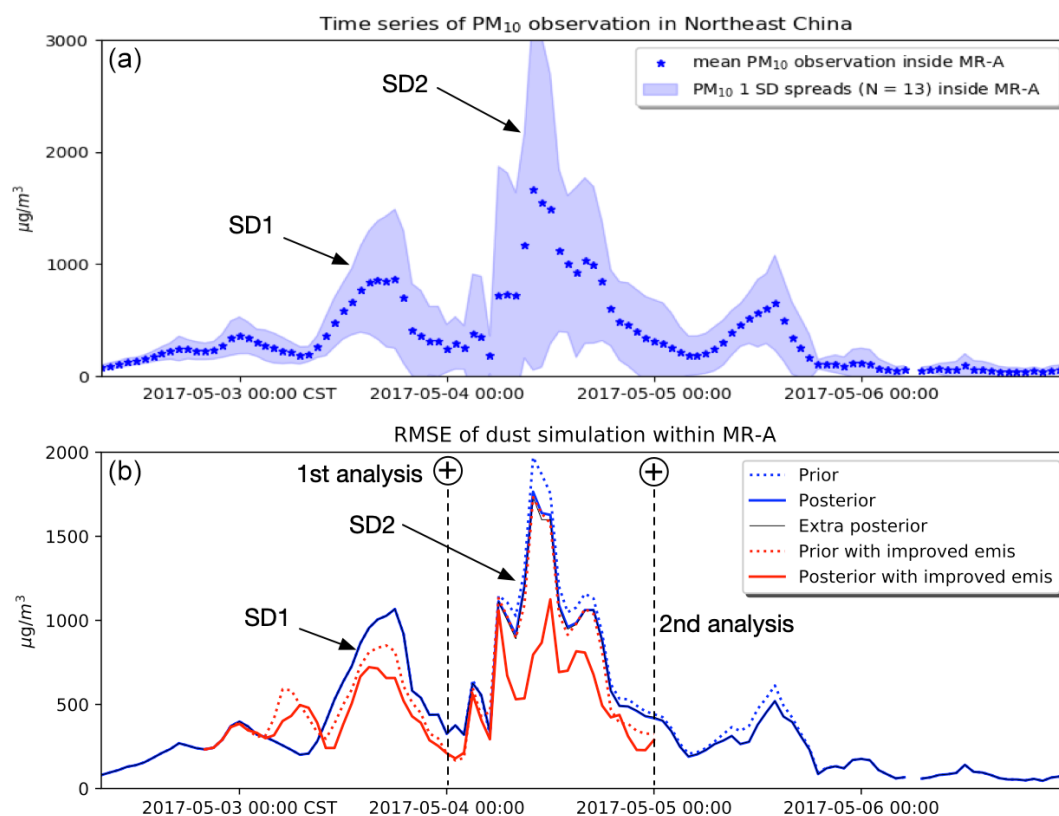 Time series of PM₁₀ observation in Northeast China
(a)
3000
2000
1000
0
μg/m³
SD1
SD2
mean PM₁₀ observation inside MR-A
PM₁₀ 1 SD spreads (N = 13) inside MR-A
2017-05-03 00:00 CST
2017-05-04 00:00
2017-05-05 00:00
2017-05-06 00:00
RMSE of dust simulation within MR-A
(b)
2000
1500
1000
500
0
μg/m³
1st analysis
SD2
SD1
2nd analysis
Prior
Posterior
Extra posterior
Prior with improved emis
Posterior with improved emis
2017-05-03 00:00 CST
2017-05-04 00:00
2017-05-05 00:00
2017-05-06 00:00